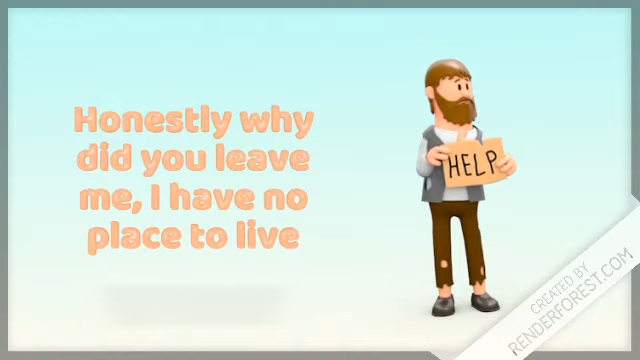 Honestly why
did you leave
me, I have no
place to live
HELP
CREATED BY
RENDERFOREST.COM